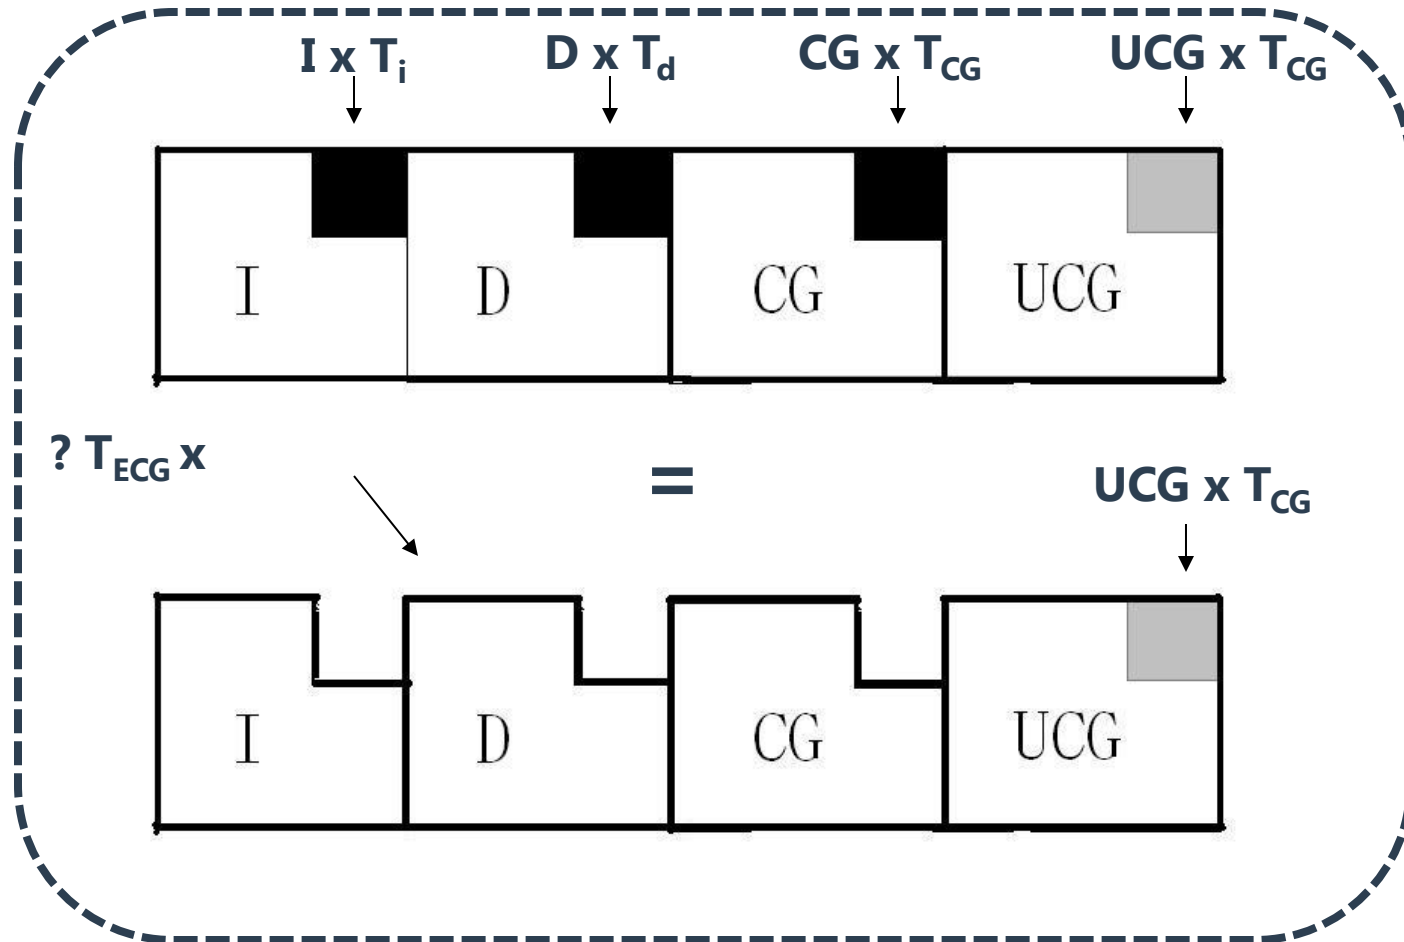 I x Ti D x Td CG x TCG UCG x TCG
I D CG UCG
? TECG x = UCG x TCG
I D CG UCG